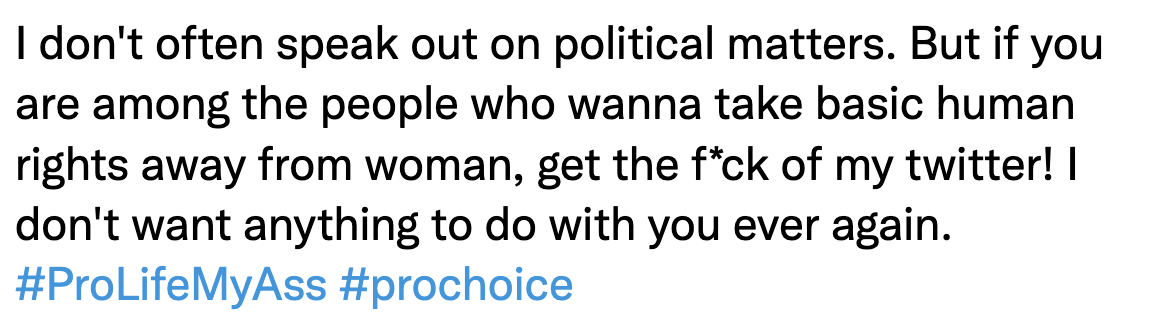 I don't often speak out on political matters. But if you
are among the people who wanna take basic human
rights away from woman, get the f*ck of my twitter! I
don't want anything to do with you ever again.
#ProLifeMyAss #prochoice